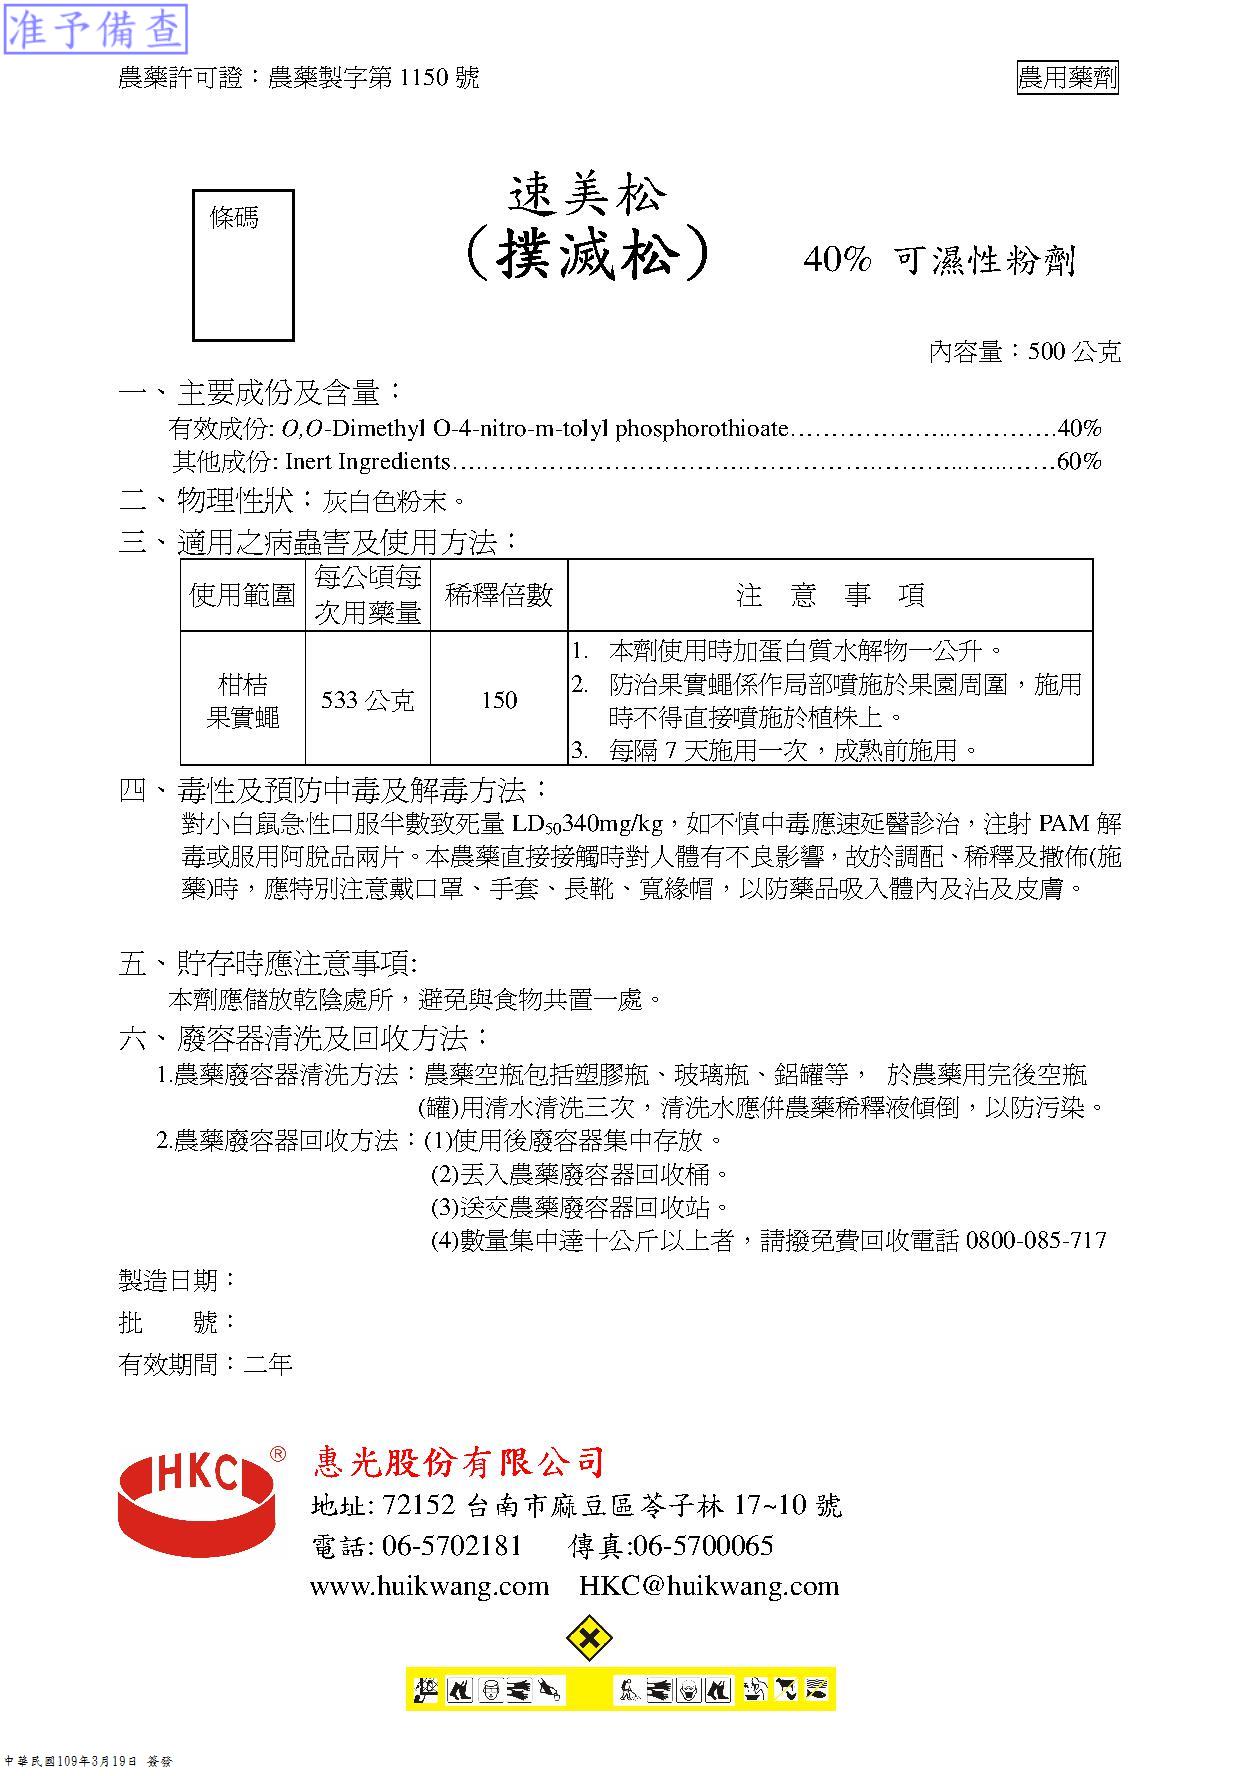 准予備查
農藥許可證：農藥製字第 1150 號
農用藥劑
條碼
速美松
（撲滅松）
40% 可濕性粉劑
內容量：500 公克
一、主要成份及含量：
有效成份: O,O-Dimethyl O-4-nitro-m-tolyl phosphorothioate…………………………….40%
其他成份: Inert Ingredients……………………………………………………………60%
二、物理性狀：灰白色粉末。
三、適用之病蟲害及使用方法：
使用範圍
每公頃每
次用藥量
稀釋倍數
注 意 事 項
柑桔
果實蠅
533 公克
150
1. 本劑使用時加蛋白質水解物一公升。
2. 防治果實蠅係作局部噴施於果園周圍，施用
時不得直接噴施於植株上。
3. 每隔 7 天施用一次，成熟前施用。
四、毒性及預防中毒及解毒方法：
對小白鼠急性口服半數致死量 LD50340mg/kg，如不慎中毒應速延醫診治，注射 PAM 解
毒或服用阿脫品兩片。本農藥直接接觸時對人體有不良影響，故於調配、稀釋及撒佈(施
藥)時，應特別注意戴口罩、手套、長靴、寬緣帽，以防藥品吸入體內及沾及皮膚。
五、貯存時應注意事項:
本劑應儲放乾陰處所，避免與食物共置一處。
六、廢容器清洗及回收方法：
1.農藥廢容器清洗方法：農藥空瓶包括塑膠瓶、玻璃瓶、鋁罐等， 於農藥用完後空瓶
(罐)用清水清洗三次，清洗水應併農藥稀釋液傾倒，以防污染。
2.農藥廢容器回收方法：(1)使用後廢容器集中存放。
(2)丟入農藥廢容器回收桶。
(3)送交農藥廢容器回收站。
(4)數量集中達十公斤以上者，請撥免費回收電話 0800-085-717
製造日期：
批 號：
有效期間：二年
HKC ®
惠光股份有限公司
地址: 72152 台南市麻豆區苓子林 17~10 號
電話: 06-5702181 傳真:06-5700065
www.huikwang.com HKC@huikwang.com
中華民國109年3月19日 簽發